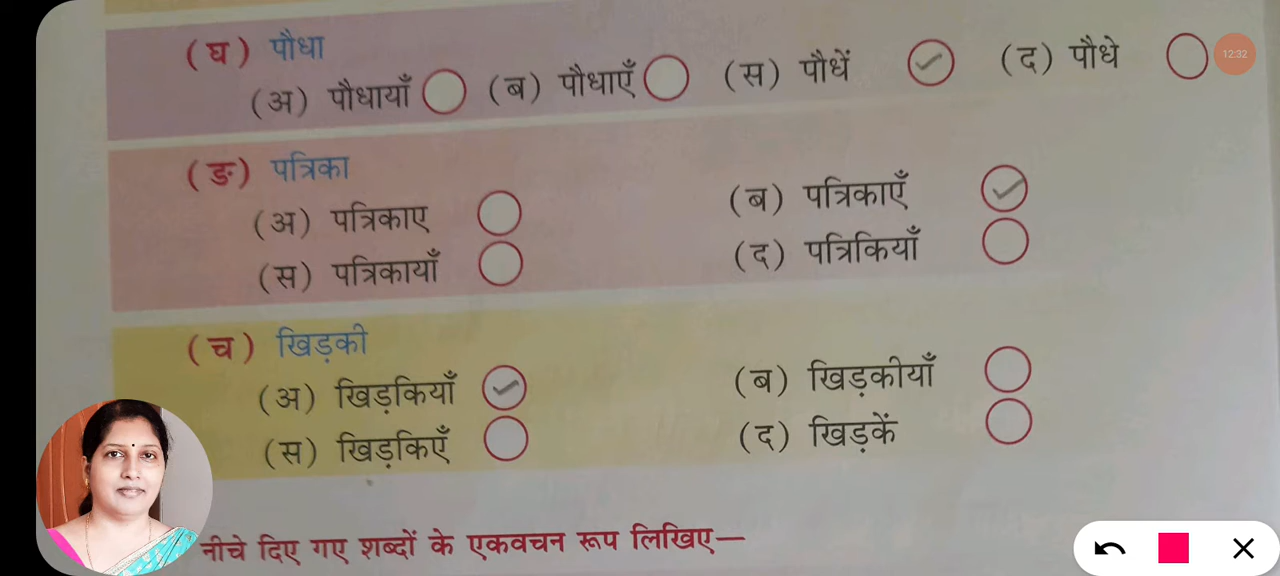 (घ) पौधा
(अ) पौधायाँ (ब) पौधाएँ (स) पौधें (द) पौधे
12:32
(ङ) पत्रिका
(अ) पत्रिकाए (ब) पत्रिकाएँ
(स) पत्रिकायाँ (द) पत्रिकियाँ
(च) खिड़की
(अ) खिड़कियाँ (ब) खिड़कीयाँ
(स) खिड़किएँ (द) खिड़कें
नीचे दिए गए शब्दों के एकवचन रूप लिखिए—